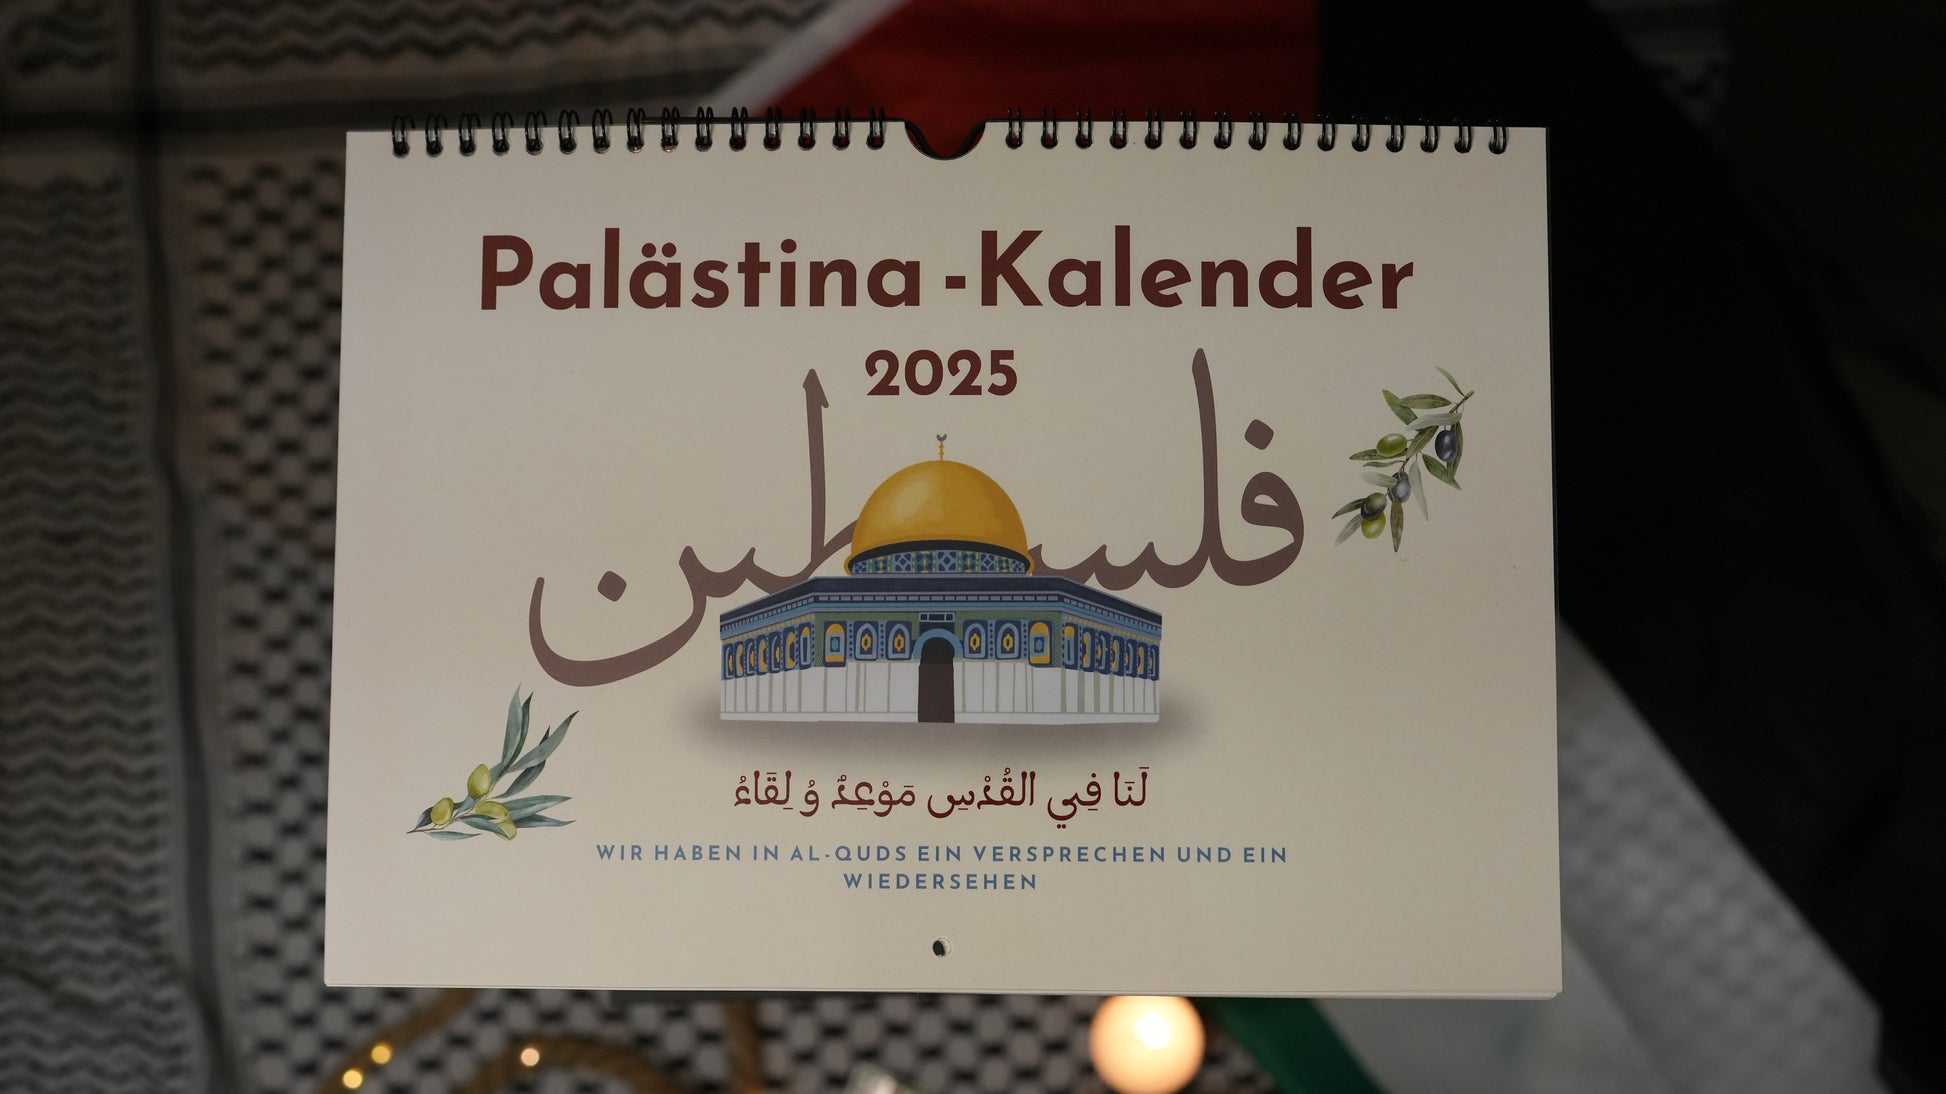 Palästina-Kalender
2025
فلسطين
لَنَا فِي القُدْسِ مَوْعِدٌ وُ لِقَاءُ
WIR HABEN IN AL-QUDS EIN VERSPRECHEN UND EIN
WIEDERSEHEN